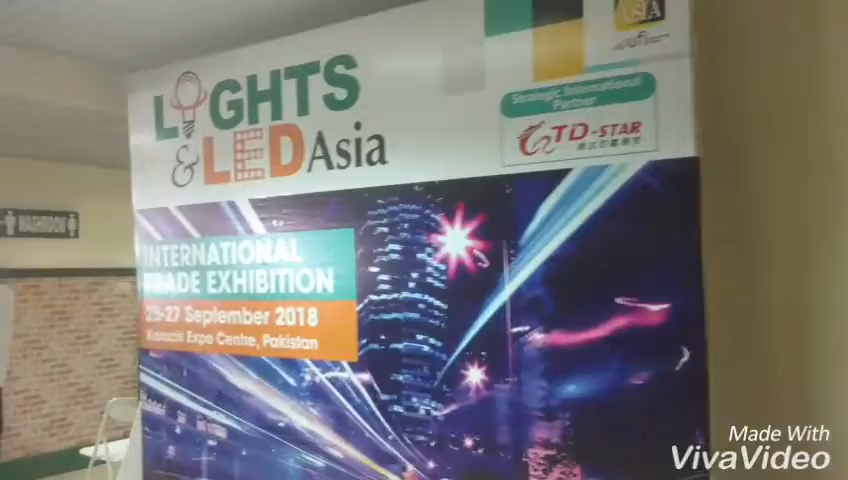 LIGHTS
& LED Asia
ASIA
Strategic International
Partner
TD-STAR
WASHROOM
INTERNATIONAL
TRADE EXHIBITION
25-27 September 2018
Karachi Expo Centre, Pakistan
Made With
VivaVideo